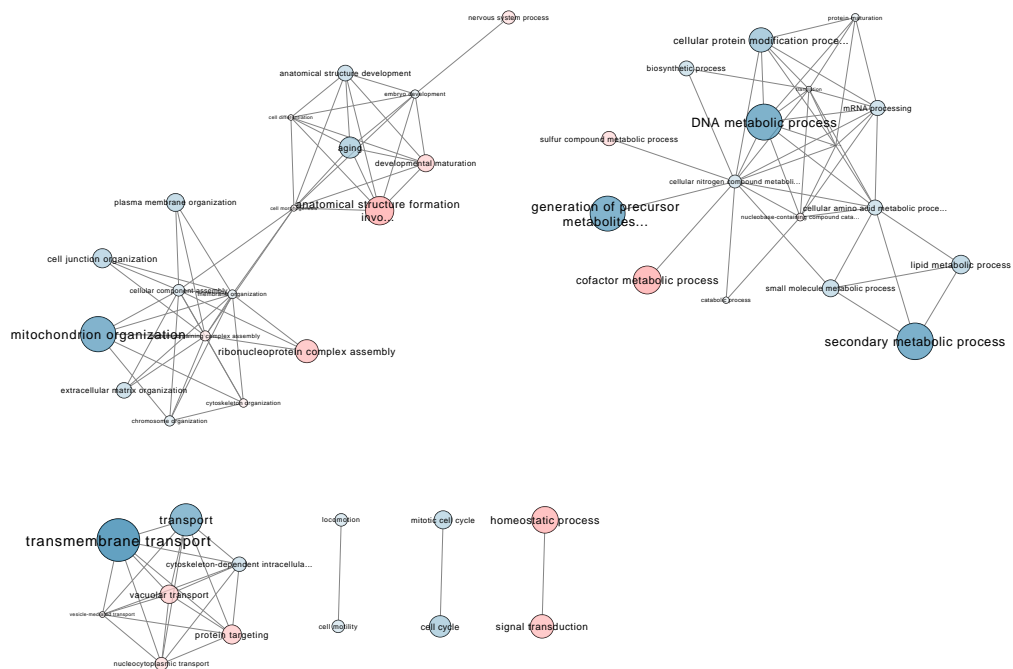 nervous system process
protein maturation
cellular protein modification proce...
anatomical structure development
biosynthetic process
embryo development
mRNA processing
cell differentiation
DNA metabolic process
sulfur compound metabolic process
aging
developmental maturation
cellular nitrogen compound metaboli...
plasma membrane organization
anatomical structure formation
invo...
generation of precursor
metabolites...
cellular amino acid metabolic proce...
nucleobase-containing compound cata...
cell junction organization
lipid metabolic process
cofactor metabolic process
cellular component assembly
membrane organization
small molecule metabolic process
catabolic process
mitochondrion organization
complex assembly
ribonucleoprotein complex assembly
secondary metabolic process
extracellular matrix organization
cytoskeleton organization
chromosome organization
transport
locomotion
mitotic cell cycle
homeostatic process
transmembrane transport
cytoskeleton-dependent intracellula...
vacuolar transport
vesicle-mediated transport
protein targeting
cell motility
cell cycle
signal transduction
nucleocytoplasmic transport